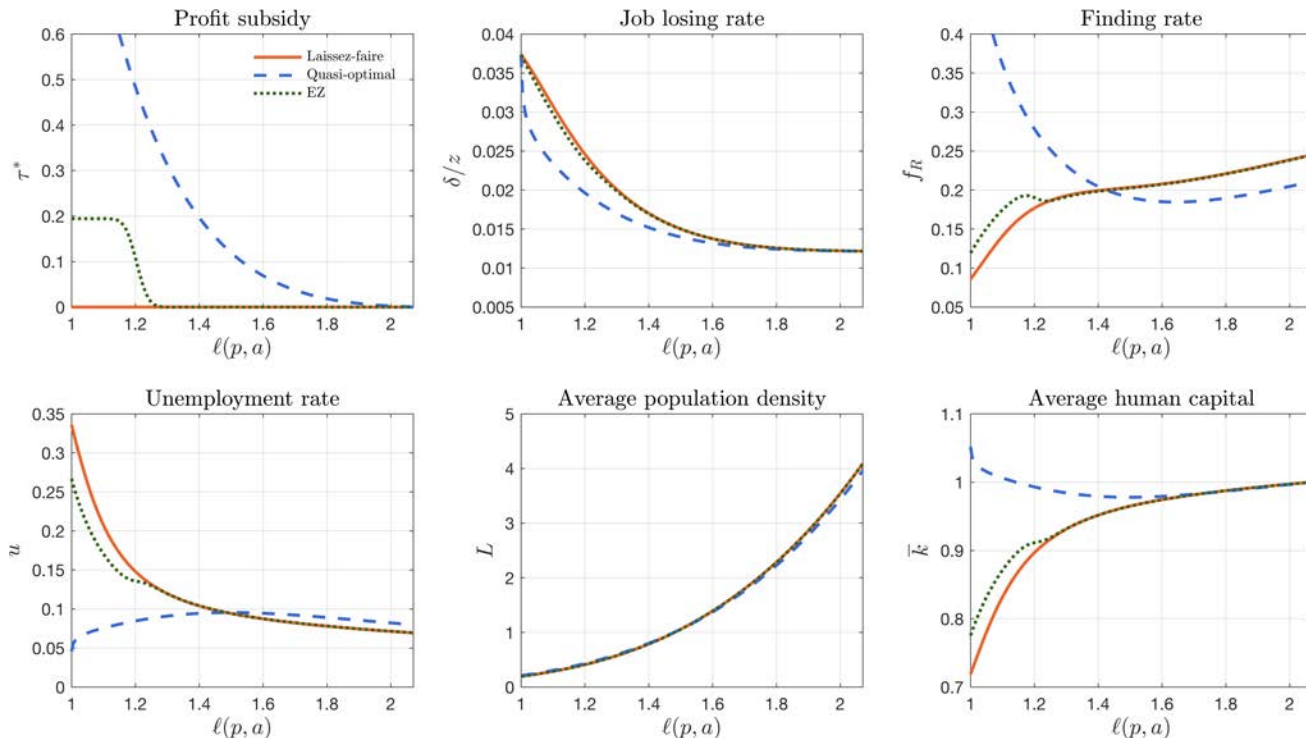 Profit subsidy
0.6
0.5
0.4
0.3
0.2
0.1
0
τ*
Laissez-faire
Quasi-optimal
EZ
1 1.2 1.4 1.6 1.8 2
ℓ(p, a)
Job losing rate
0.04
0.035
0.03
0.025
0.02
0.015
0.01
0.005
δ/z
1 1.2 1.4 1.6 1.8 2
ℓ(p, a)
Finding rate
0.4
0.35
0.3
0.25
0.2
0.15
0.1
0.05
f_R
1 1.2 1.4 1.6 1.8 2
ℓ(p, a)
Unemployment rate
0.35
0.3
0.25
0.2
0.15
0.1
0.05
0
u
1 1.2 1.4 1.6 1.8 2
ℓ(p, a)
Average population density
5
4
3
2
1
0
L
1 1.2 1.4 1.6 1.8 2
ℓ(p, a)
Average human capital
1.1
1
0.9
0.8
0.7
k̄
1 1.2 1.4 1.6 1.8 2
ℓ(p, a)